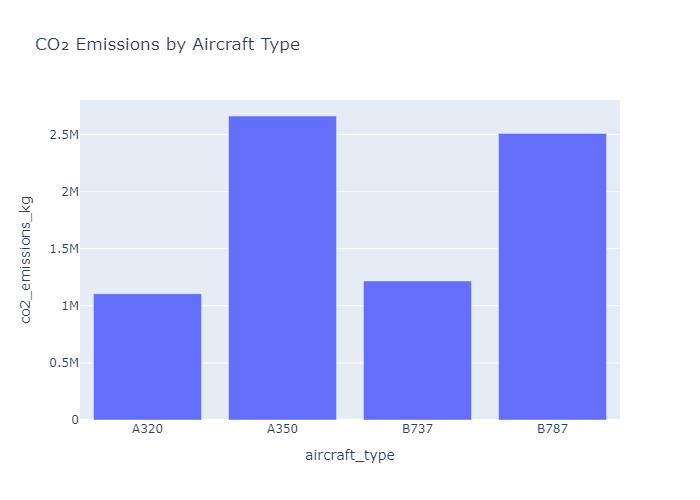 CO₂ Emissions by Aircraft Type
co2_emissions_kg
2.5M
2M
1.5M
1M
0.5M
0
A320 A350 B737 B787
aircraft_type